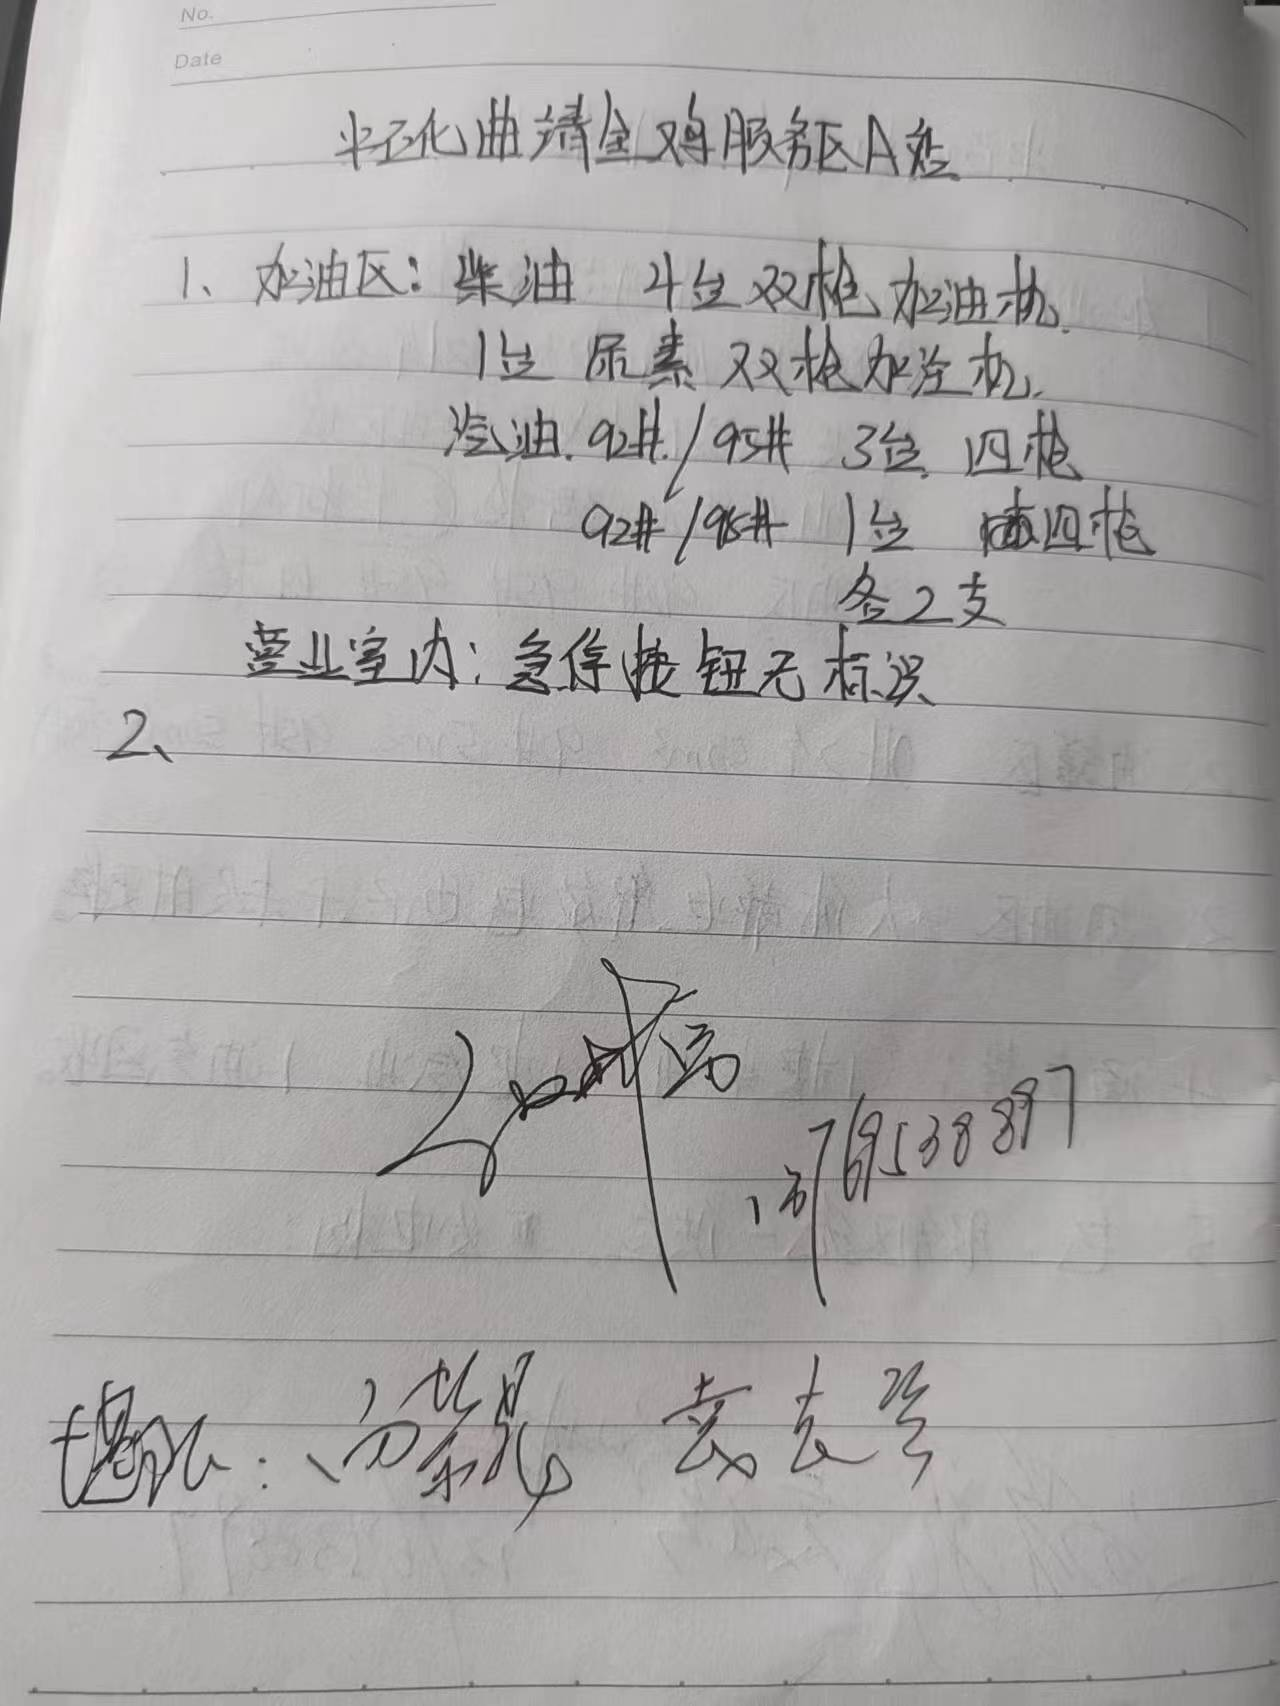 No.
Date
中石化曲靖金鸡服务区A站
1、加油区：柴油 4台双枪加油机.
1台 尿素 双枪加注机.
汽油. 92#/95# 3台. 四枪
92#/95# 1台 四枪
各2支
营业室内：急停按钮无标识
2、
13769538897